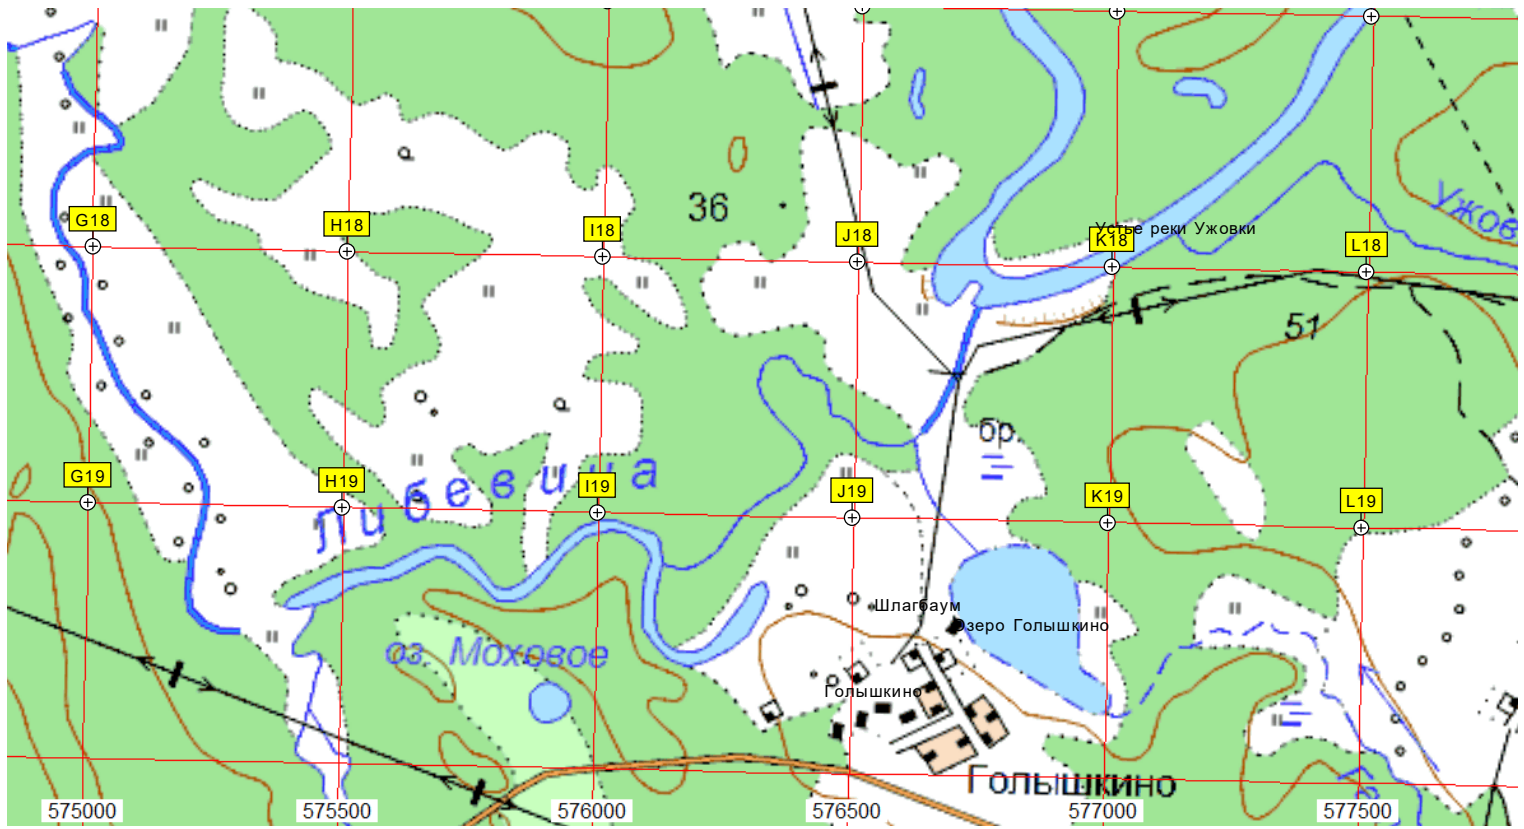 36
Ужов
G18
H18
I18
J18
Устье реки Ужовки
K18
L18
51
бр
Либевица
G19
H19
I19
J19
K19
L19
Шлагбаум
Озеро Голышкино
оз. Моховое
Голышкино
Голышкино
575000
575500
576000
576500
577000
577500